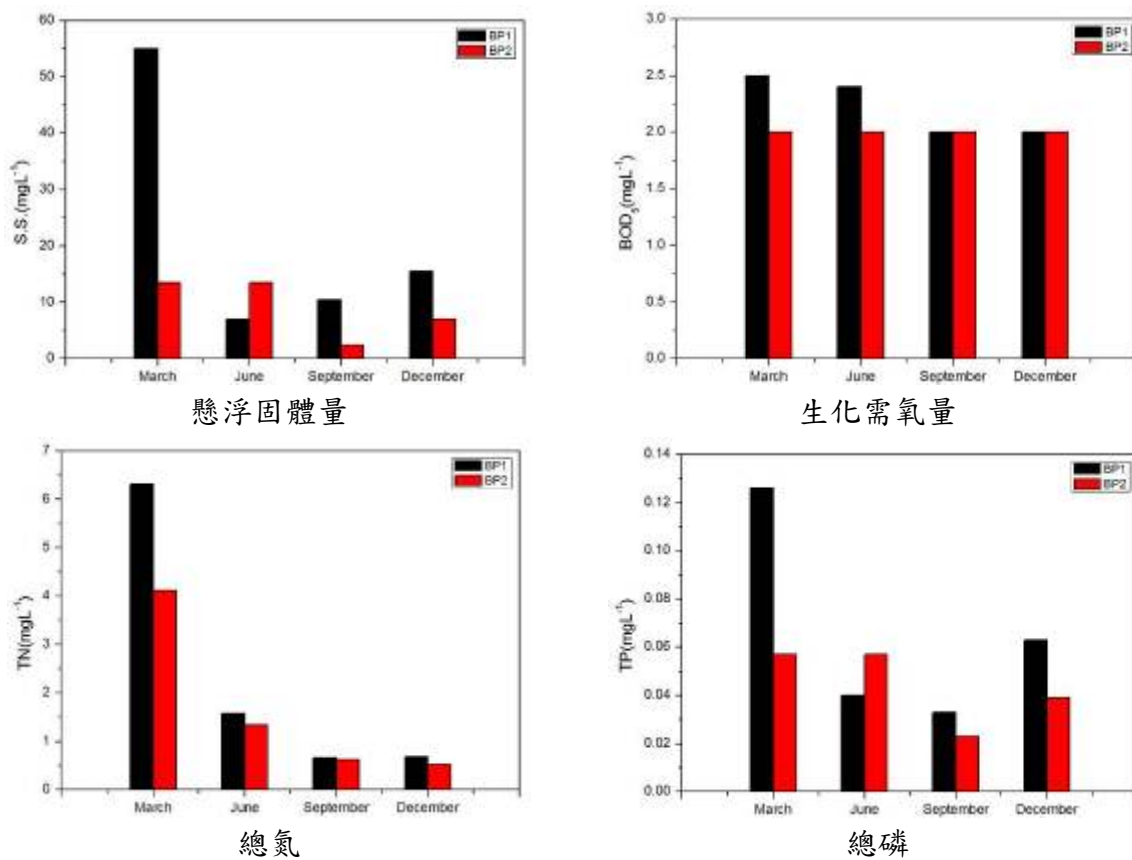 60
50
40
30
20
10
0
S.S.(mgL⁻¹)
BP1
BP2
March June September December
懸浮固體量
3.0
2.5
2.0
1.5
1.0
0.5
0.0
BOD₅(mgL⁻¹)
BP1
BP2
March June September December
生化需氧量
7
6
5
4
3
2
1
0
TN(mgL⁻¹)
BP1
BP2
March June September December
總氮
0.14
0.12
0.10
0.08
0.06
0.04
0.02
0.00
TP(mgL⁻¹)
BP1
BP2
March June September December
總磷